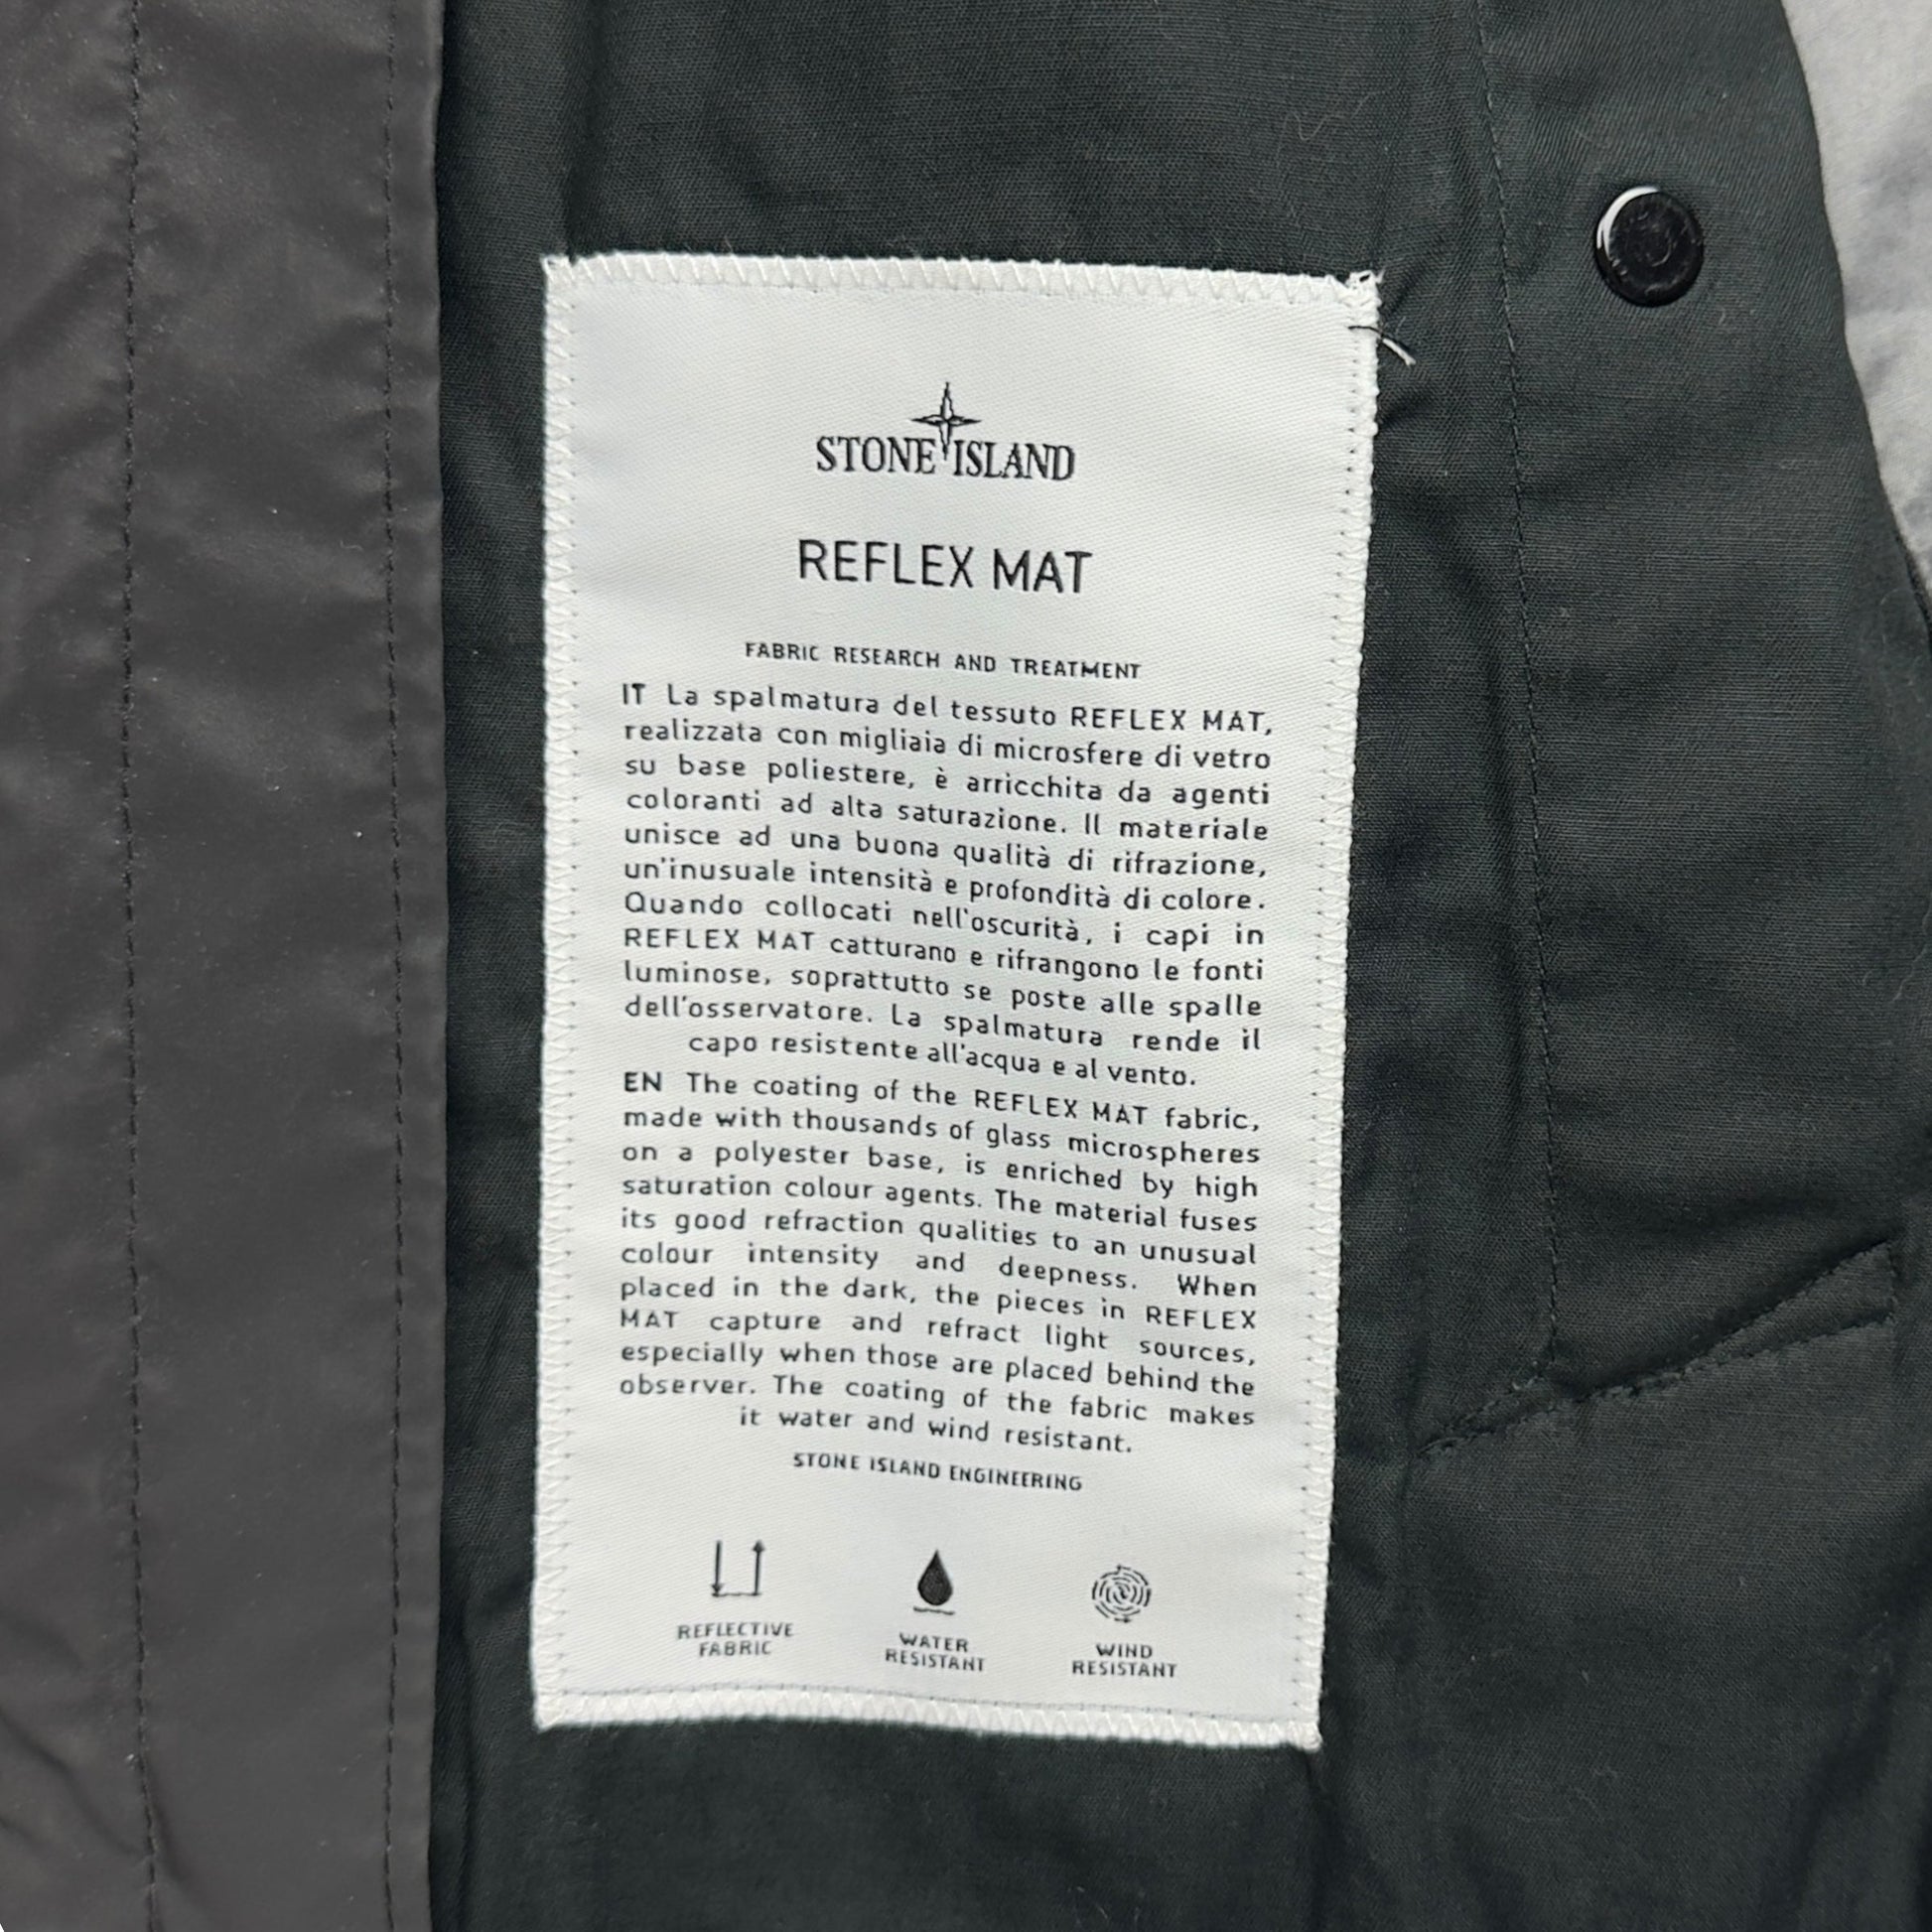 STONE ISLAND
REFLEX MAT
FABRIC RESEARCH AND TREATMENT
IT La spalmatura del tessuto REFLEX MAT,
realizzata con migliaia di microsfere di vetro
su base poliestere, è arricchita da agenti
coloranti ad alta saturazione. Il materiale
unisce ad una buona qualità di rifrazione,
un'inusuale intensità e profondità di colore.
Quando collocati nell'oscurità, i capi in
REFLEX MAT catturano e rifrangono le fonti
luminose, soprattutto se poste alle spalle
dell'osservatore. La spalmatura rende il
capo resistente all'acqua e al vento.
EN The coating of the REFLEX MAT fabric,
made with thousands of glass microspheres
on a polyester base, is enriched by high
saturation colour agents. The material fuses
its good refraction qualities to an unusual
colour intensity and deepness. When
placed in the dark, the pieces in REFLEX
MAT capture and refract light sources,
especially when those are placed behind the
observer. The coating of the fabric makes
it water and wind resistant.
STONE ISLAND ENGINEERING
REFLECTIVE
FABRIC
WATER
RESISTANT
WIND
RESISTANT